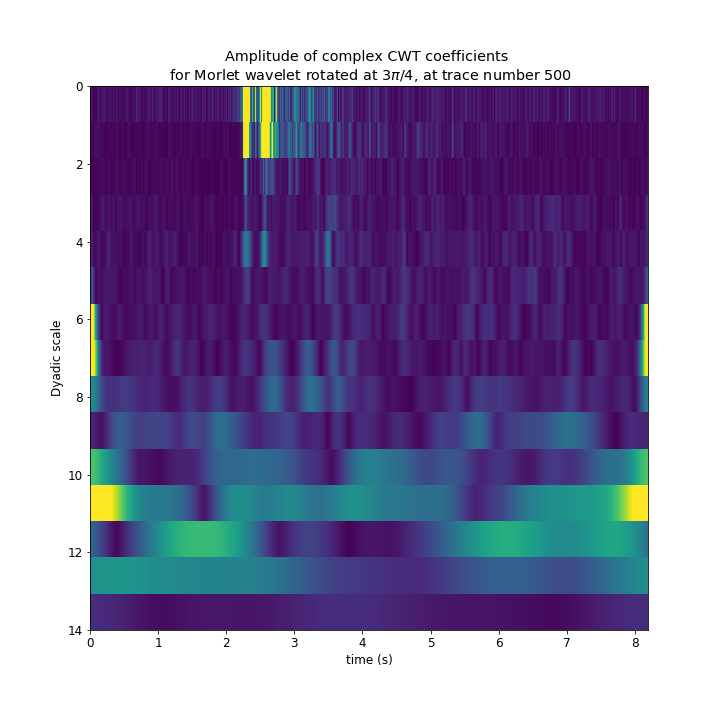 Amplitude of complex CWT coefficients
for Morlet wavelet rotated at 3π/4, at trace number 500
0
2
4
6
8
10
12
14
Dyadic scale
0 1 2 3 4 5 6 7 8
time (s)